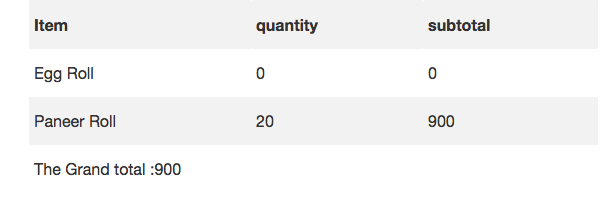 Item quantity subtotal
Egg Roll 0 0
Paneer Roll 20 900
The Grand total :900